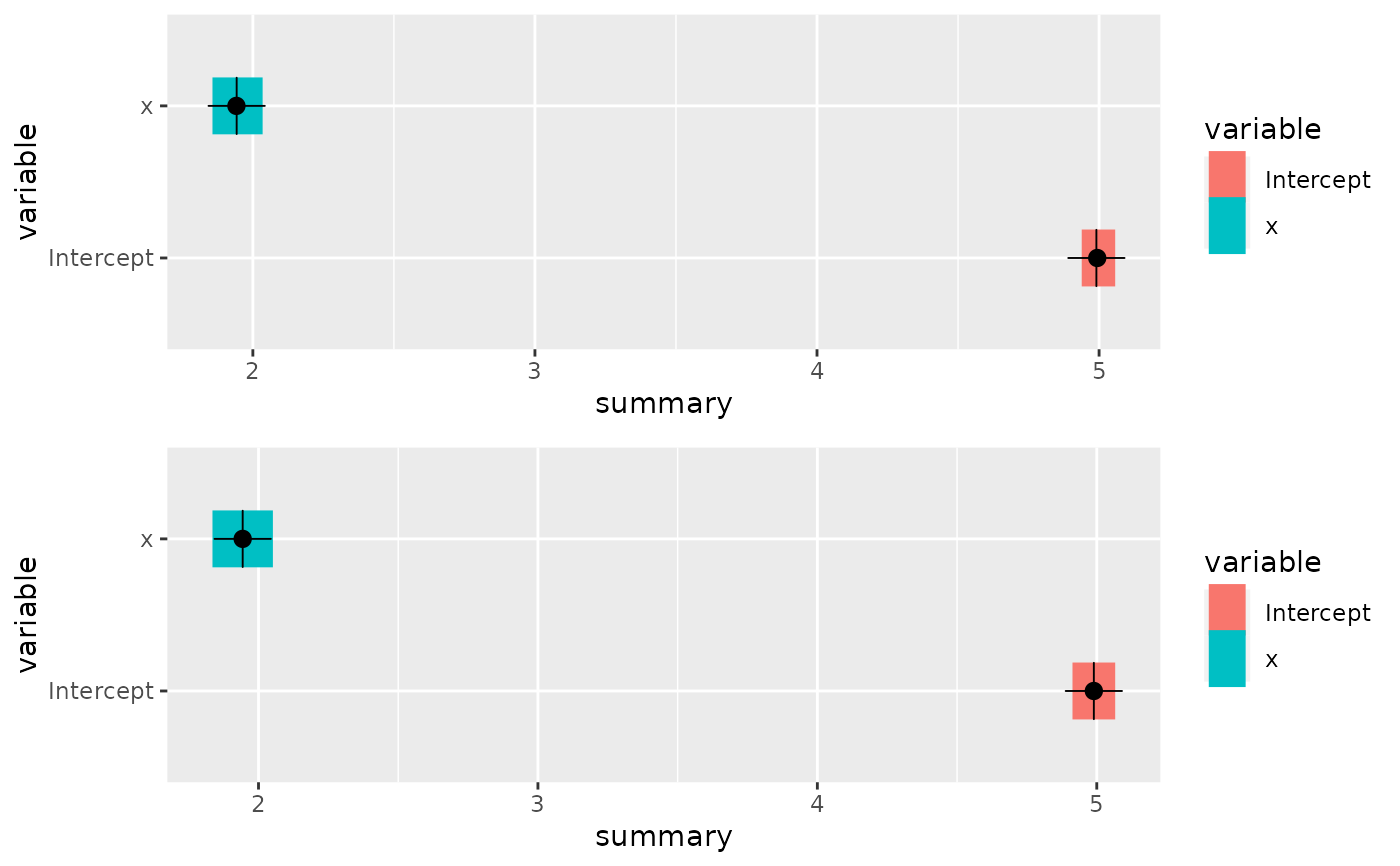 variable
x
Intercept
2 3 4 5
summary
variable
Intercept
x
variable
x
Intercept
2 3 4 5
summary
variable
Intercept
x